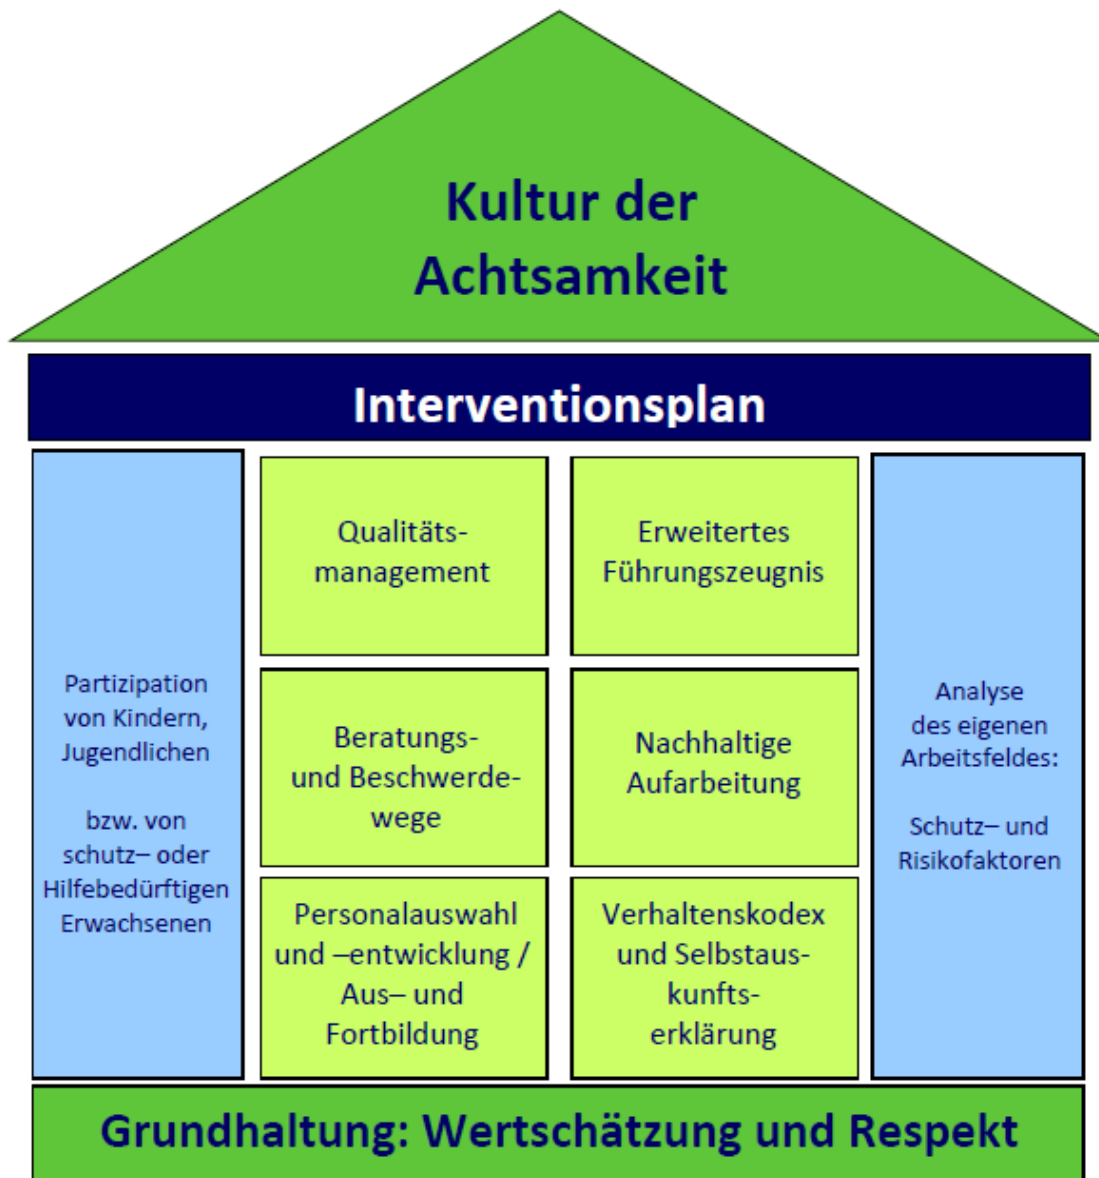 Kultur der
Achtsamkeit
Interventionsplan
Partizipation
von Kindern,
Jugendlichen
bzw. von
schutz– oder
Hilfebedürftigen
Erwachsenen
Qualitäts-
management
Erweitertes
Führungszeugnis
Beratungs-
und Beschwerde-
wege
Nachhaltige
Aufarbeitung
Personalauswahl
und –entwicklung /
Aus– und
Fortbildung
Verhaltenskodex
und Selbstaus-
kunfts-
erklärung
Analyse
des eigenen
Arbeitsfeldes:
Schutz– und
Risikofaktoren
Grundhaltung: Wertschätzung und Respekt